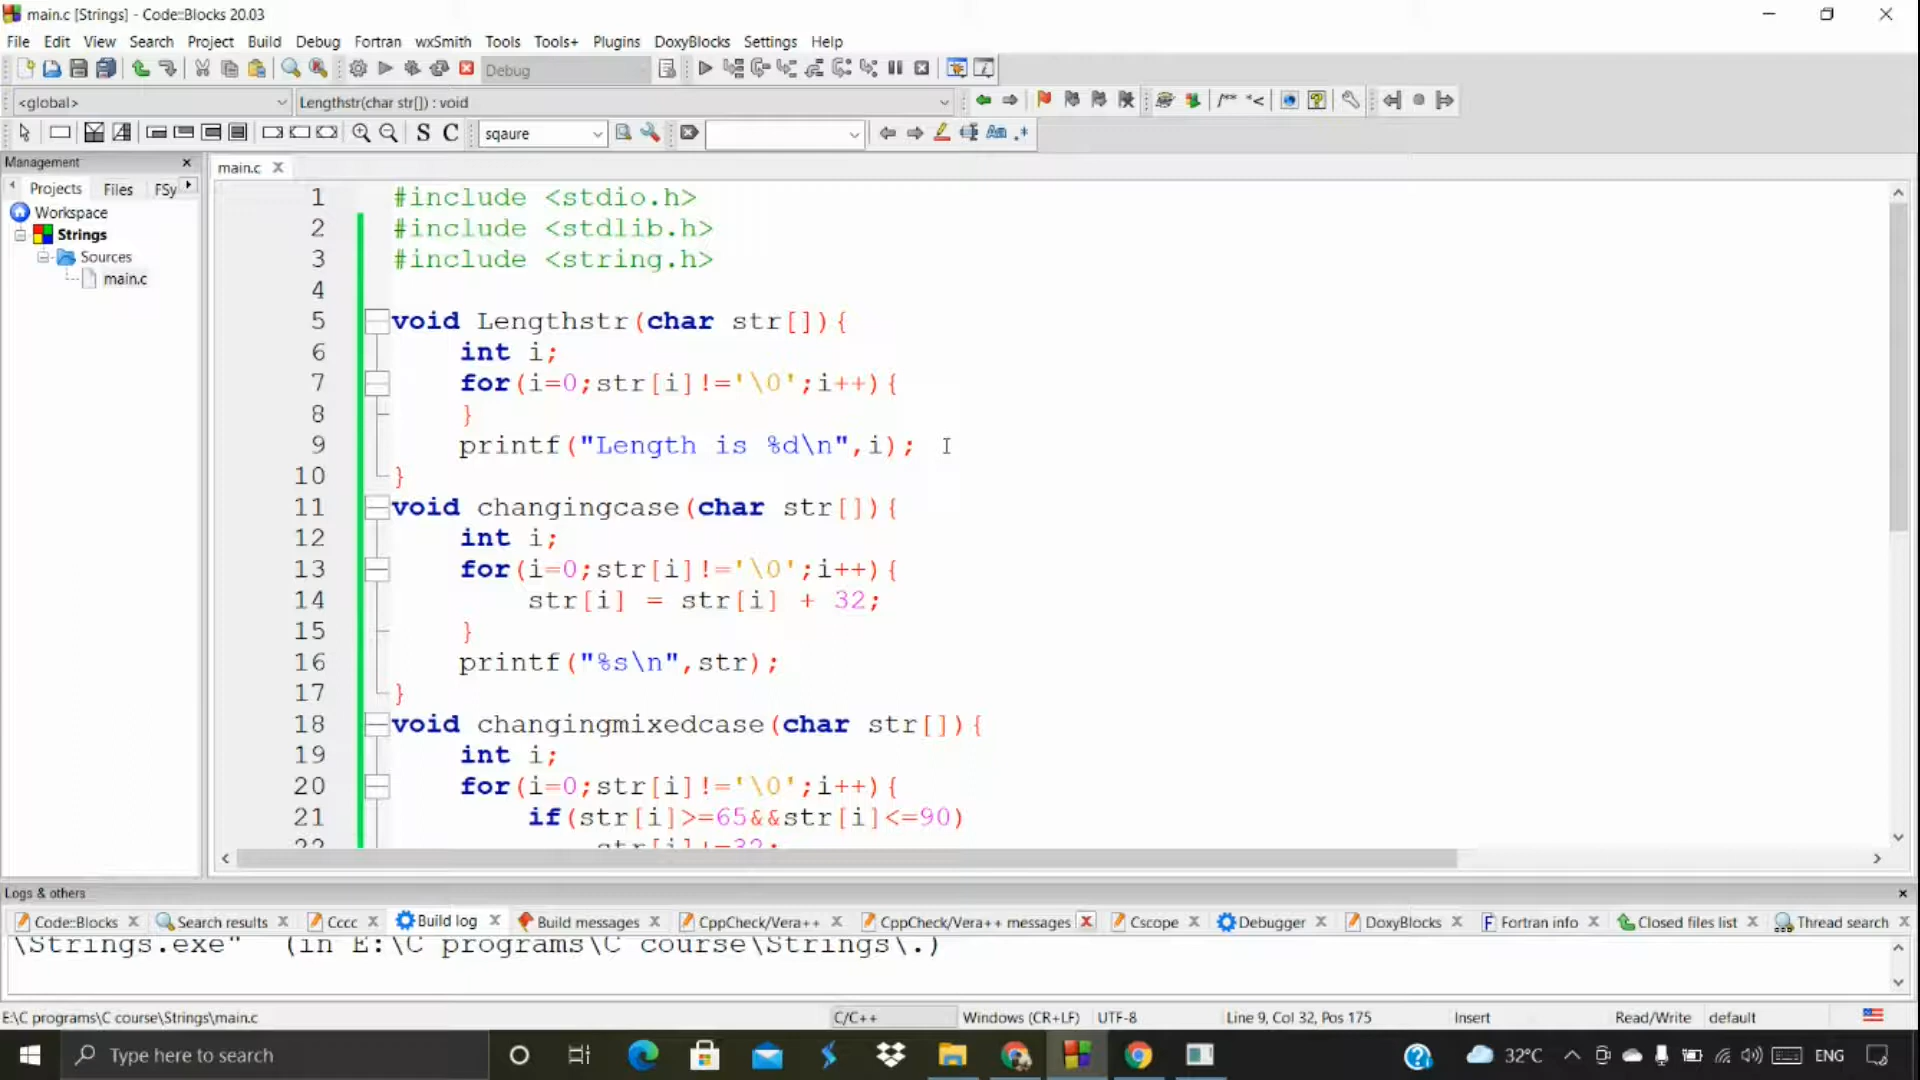 main.c [Strings] - Code::Blocks 20.03
File Edit View Search Project Build Debug Fortran wxSmith Tools Tools+ Plugins DoxyBlocks Settings Help
Debug
<global> Lengthstr(char str[]) : void
/** *<
S C sqaure
Management
main.c
Projects Files FSy
Workspace
Strings
Sources
main.c
1 #include <stdio.h>
2 #include <stdlib.h>
3 #include <string.h>
4
5 void Lengthstr(char str[]){
6 int i;
7 for(i=0;str[i]!='\0';i++){
8 }
9 printf("Length is %d\n",i);
10 }
11 void changingcase(char str[]){
12 int i;
13 for(i=0;str[i]!='\0';i++){
14 str[i] = str[i] + 32;
15 }
16 printf("%s\n",str);
17 }
18 void changingmixedcase(char str[]){
19 int i;
20 for(i=0;str[i]!='\0';i++){
21 if(str[i]>=65&&str[i]<=90)
22 str[i]+=32;
Logs & others
Code::Blocks Search results Cccc Build log Build messages CppCheck/Vera++ CppCheck/Vera++ messages Cscope Debugger DoxyBlocks Fortran info Closed files list Thread search
\Strings.exe" (in E:\C programs\C course\Strings\.)
E:\C programs\C course\Strings\main.c C/C++ Windows (CR+LF) UTF-8 Line 9, Col 32, Pos 175 Insert Read/Write default
Type here to search 32°C ENG